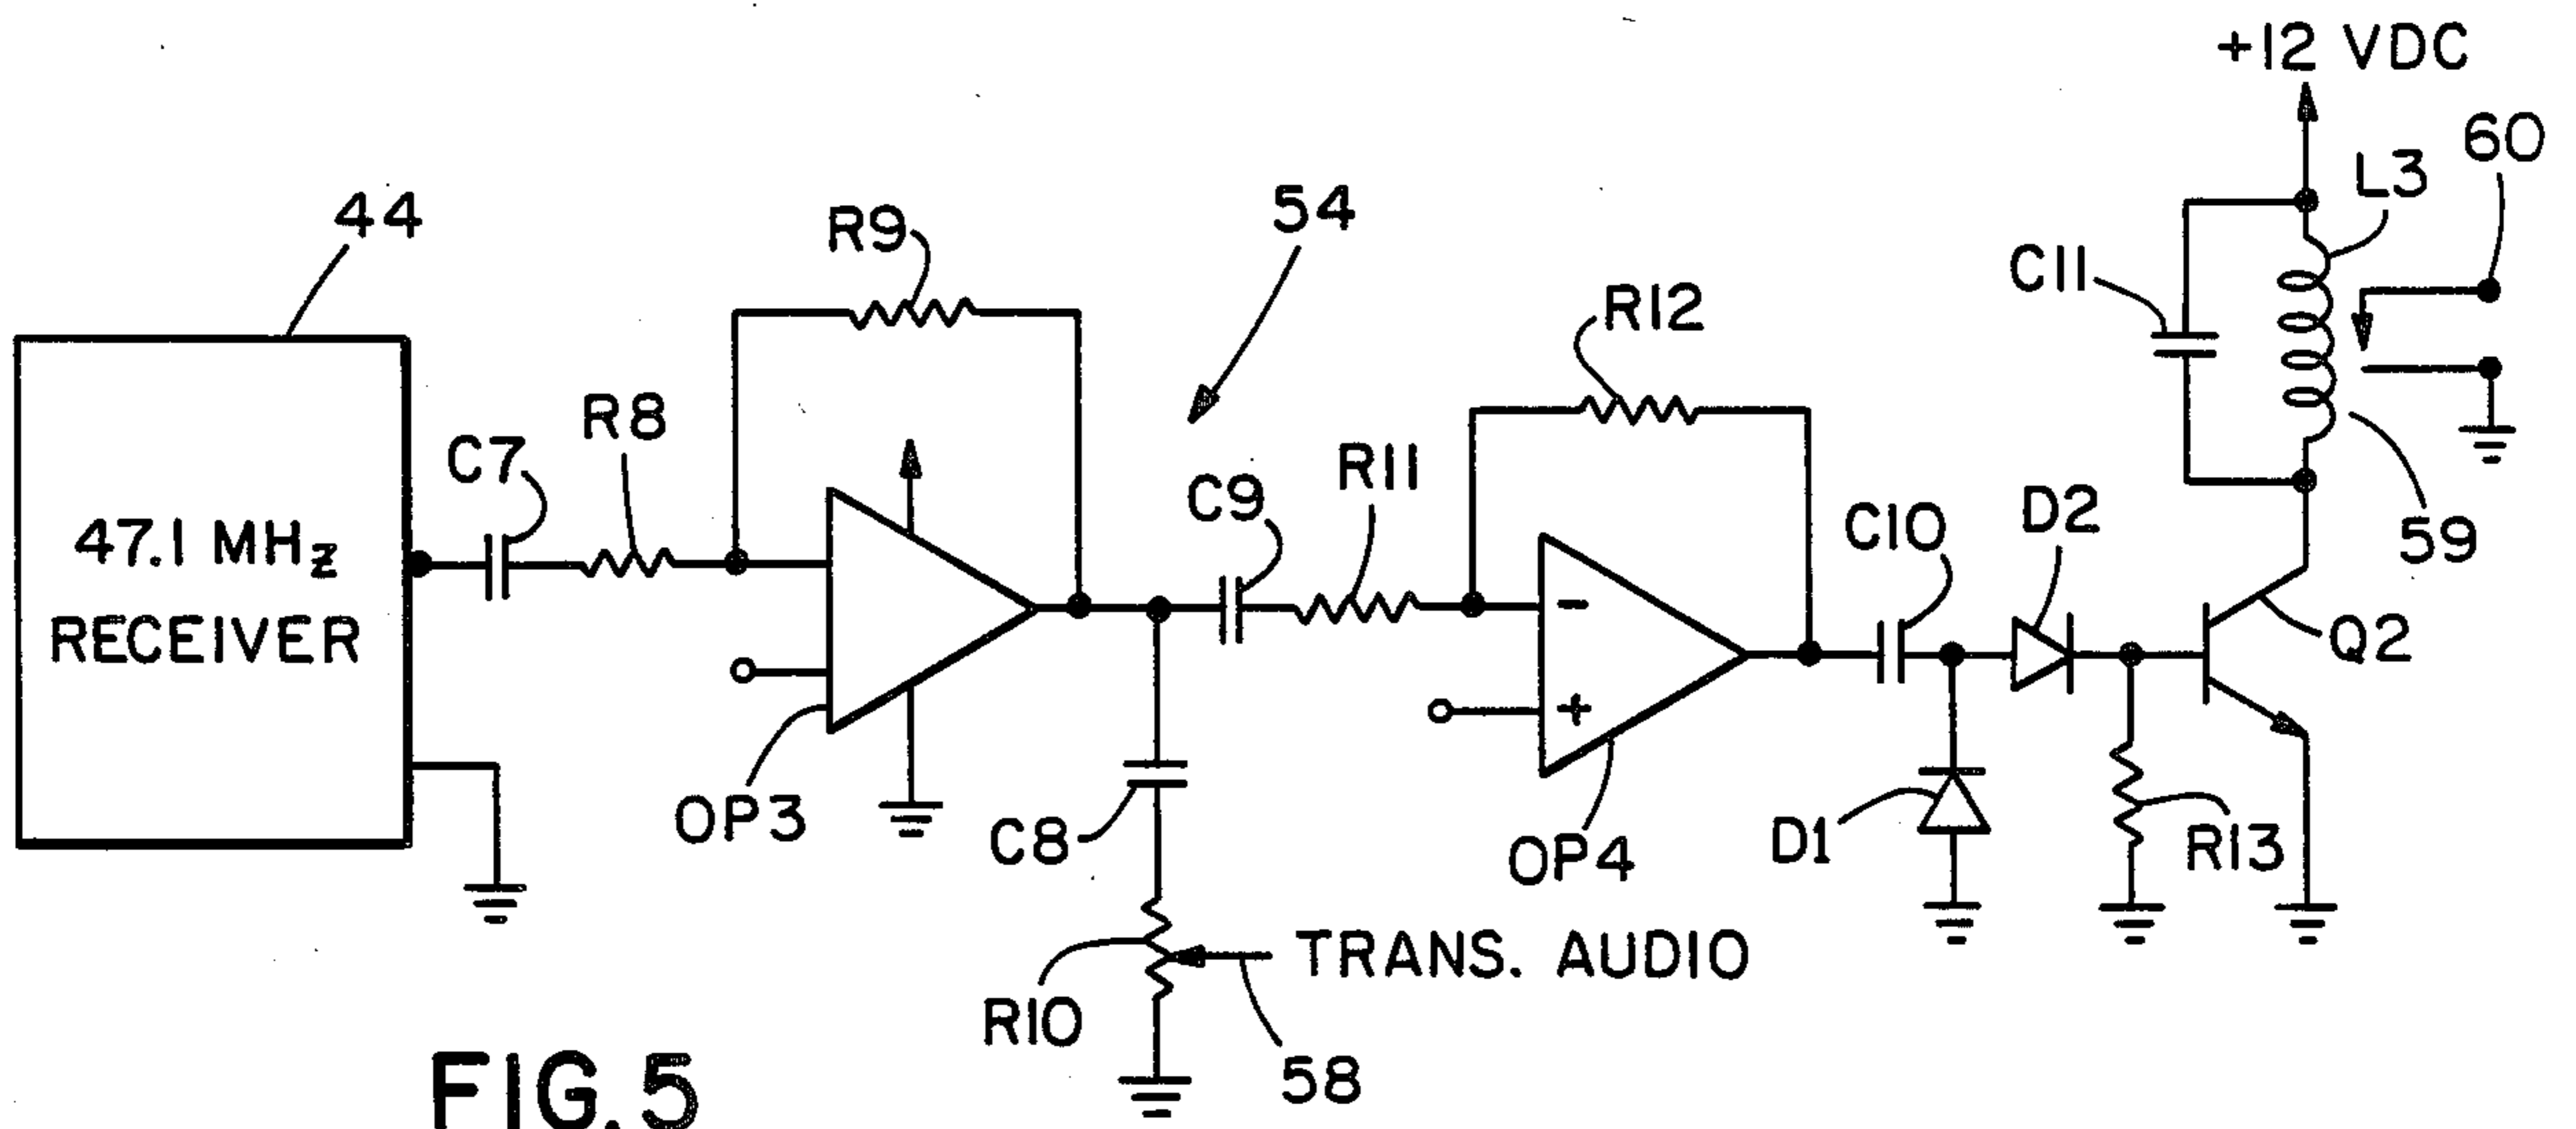 +12 VDC
60
L3
44
R9
54
C11
R12
R8
C7
R11
C9
59
D2
C10
47.1 MHz
RECEIVER
Q2
-
+
OP3
C8
OP4
D1
R13
TRANS. AUDIO
R10
58
FIG. 5